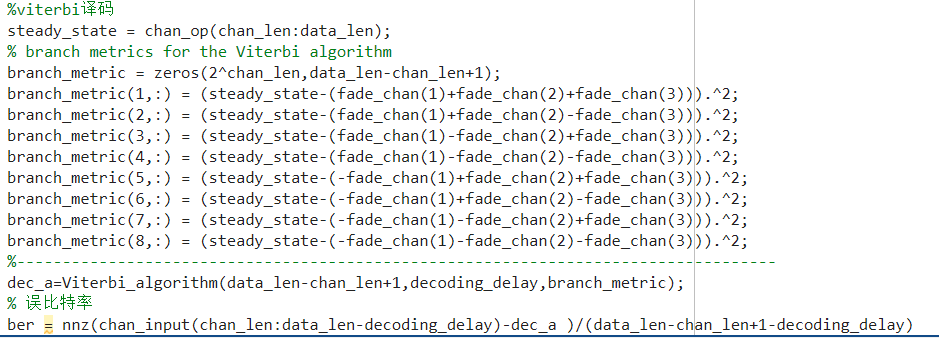 %viterbi译码
steady_state = chan_op(chan_len:data_len);
% branch metrics for the Viterbi algorithm
branch_metric = zeros(2^chan_len,data_len-chan_len+1);
branch_metric(1,:) = (steady_state-(fade_chan(1)+fade_chan(2)+fade_chan(3))).^2;
branch_metric(2,:) = (steady_state-(fade_chan(1)+fade_chan(2)-fade_chan(3))).^2;
branch_metric(3,:) = (steady_state-(fade_chan(1)-fade_chan(2)+fade_chan(3))).^2;
branch_metric(4,:) = (steady_state-(fade_chan(1)-fade_chan(2)-fade_chan(3))).^2;
branch_metric(5,:) = (steady_state-(-fade_chan(1)+fade_chan(2)+fade_chan(3))).^2;
branch_metric(6,:) = (steady_state-(-fade_chan(1)+fade_chan(2)-fade_chan(3))).^2;
branch_metric(7,:) = (steady_state-(-fade_chan(1)-fade_chan(2)+fade_chan(3))).^2;
branch_metric(8,:) = (steady_state-(-fade_chan(1)-fade_chan(2)-fade_chan(3))).^2;
%--------------------------------------------------------------------------------
dec_a=Viterbi_algorithm(data_len-chan_len+1,decoding_delay,branch_metric);
% 误比特率
ber = nnz(chan_input(chan_len:data_len-decoding_delay)-dec_a )/(data_len-chan_len+1-decoding_delay)